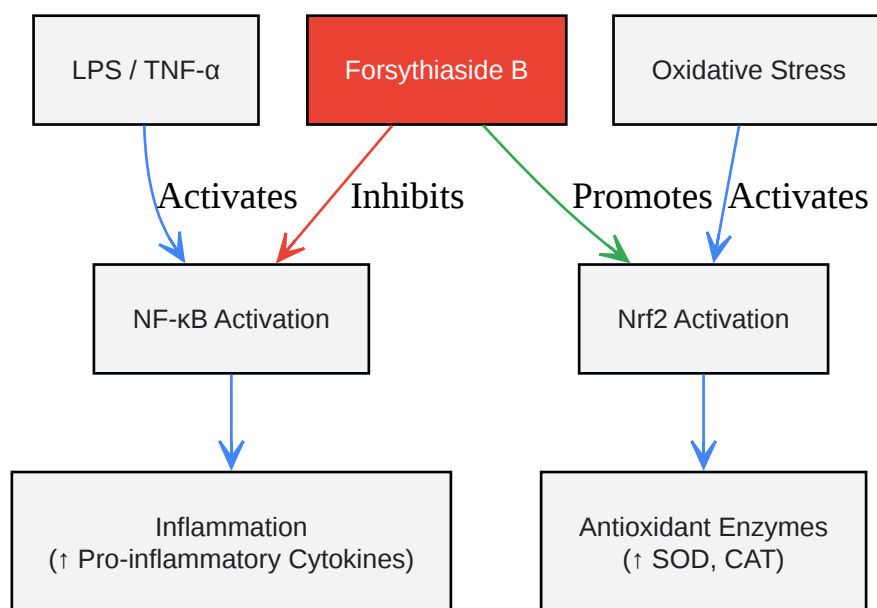 LPS / TNF-α
Forsythiaside B
Oxidative Stress
Activates
Inhibits
Promotes
Activates
NF-κB Activation
Nrf2 Activation
Inflammation
(↑ Pro-inflammatory Cytokines)
Antioxidant Enzymes
(↑ SOD, CAT)